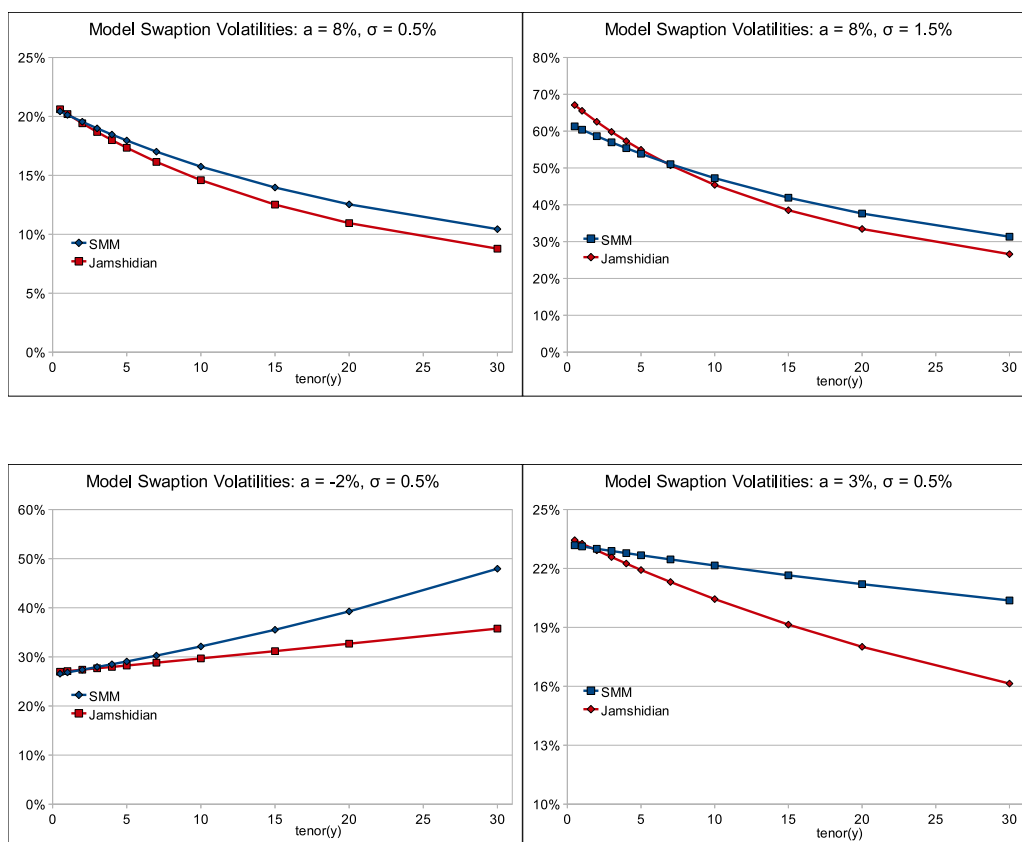 Model Swaption Volatilities: a = 8%, σ = 0.5%
25%
20%
15%
10%
5%
0%
SMM
Jamshidian
0 5 10 15 20 25 30
tenor(y)
Model Swaption Volatilities: a = 8%, σ = 1.5%
80%
70%
60%
50%
40%
30%
20%
10%
0%
SMM
Jamshidian
0 5 10 15 20 25 30
tenor(y)
Model Swaption Volatilities: a = -2%, σ = 0.5%
60%
50%
40%
30%
20%
10%
0%
SMM
Jamshidian
0 5 10 15 20 25 30
tenor(y)
Model Swaption Volatilities: a = 3%, σ = 0.5%
25%
22%
19%
16%
13%
10%
SMM
Jamshidian
0 5 10 15 20 25 30
tenor(y)